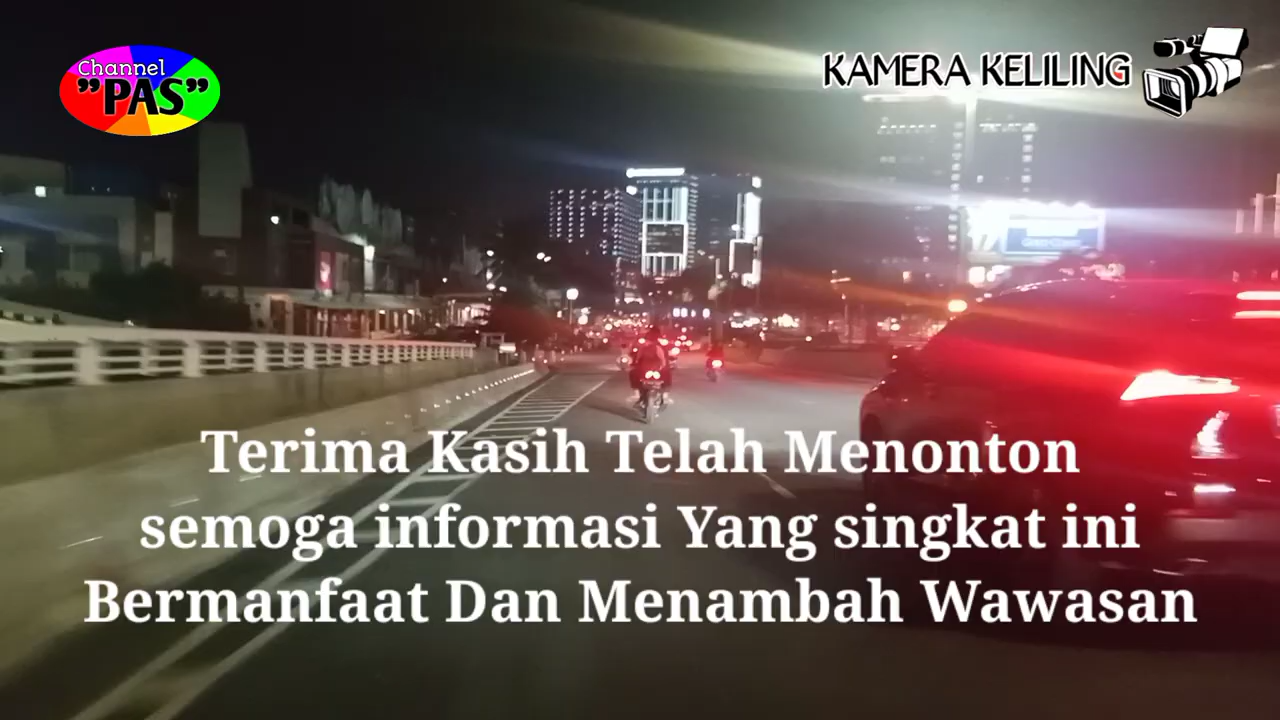 Channel
"PAS"
KAMERA KELILING
Terima Kasih Telah Menonton
semoga informasi Yang singkat ini
Bermanfaat Dan Menambah Wawasan